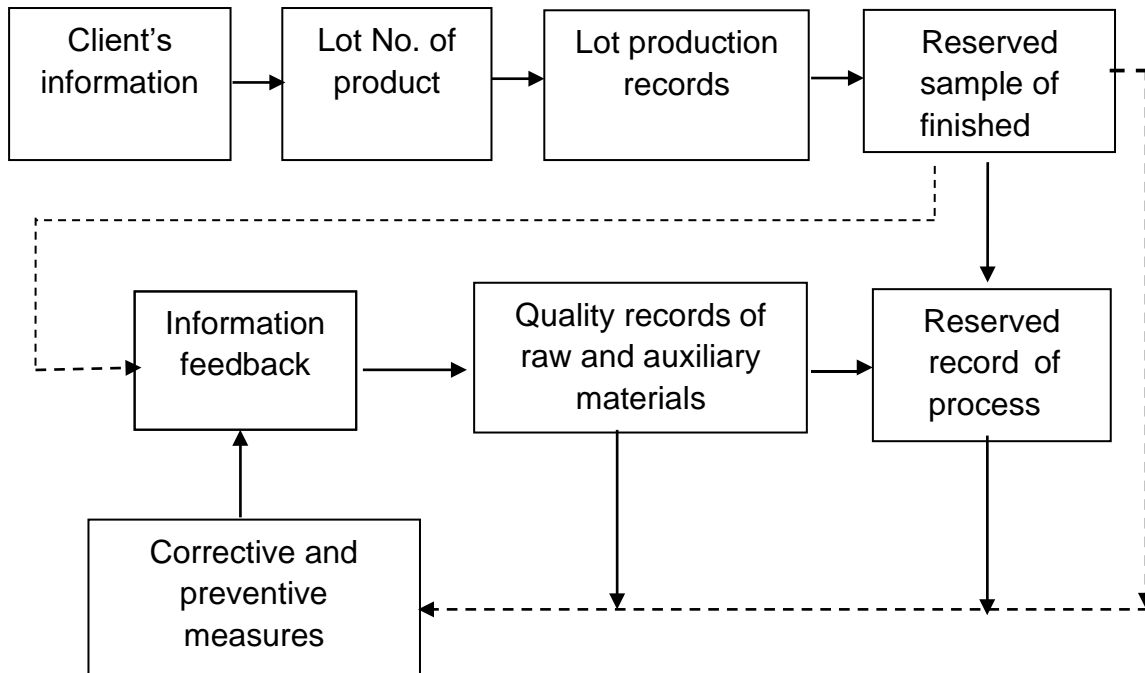 Client's
information
Lot No. of
product
Lot production
records
Reserved
sample of
finished
Information
feedback
Quality records of
raw and auxiliary
materials
Reserved
record of
process
Corrective and
preventive
measures